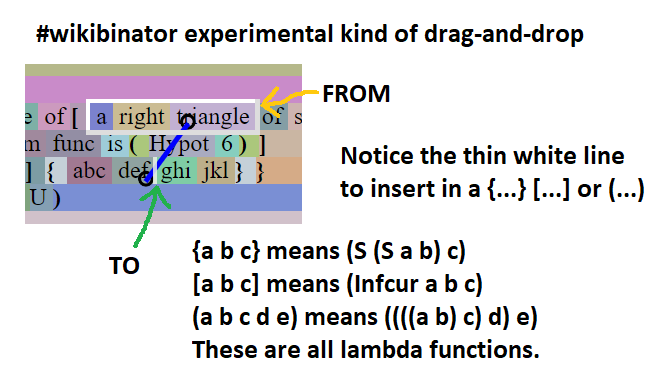 #wikibinator experimental kind of drag-and-drop
e of [ a right triangle of s
m func is ( Hypot 6 ) ]
] { abc def ghi jkl } }
U )
FROM
Notice the thin white line
to insert in a {...} [...] or (...)
TO
{a b c} means (S (S a b) c)
[a b c] means (Infcur a b c)
(a b c d e) means ((((a b) c) d) e)
These are all lambda functions.